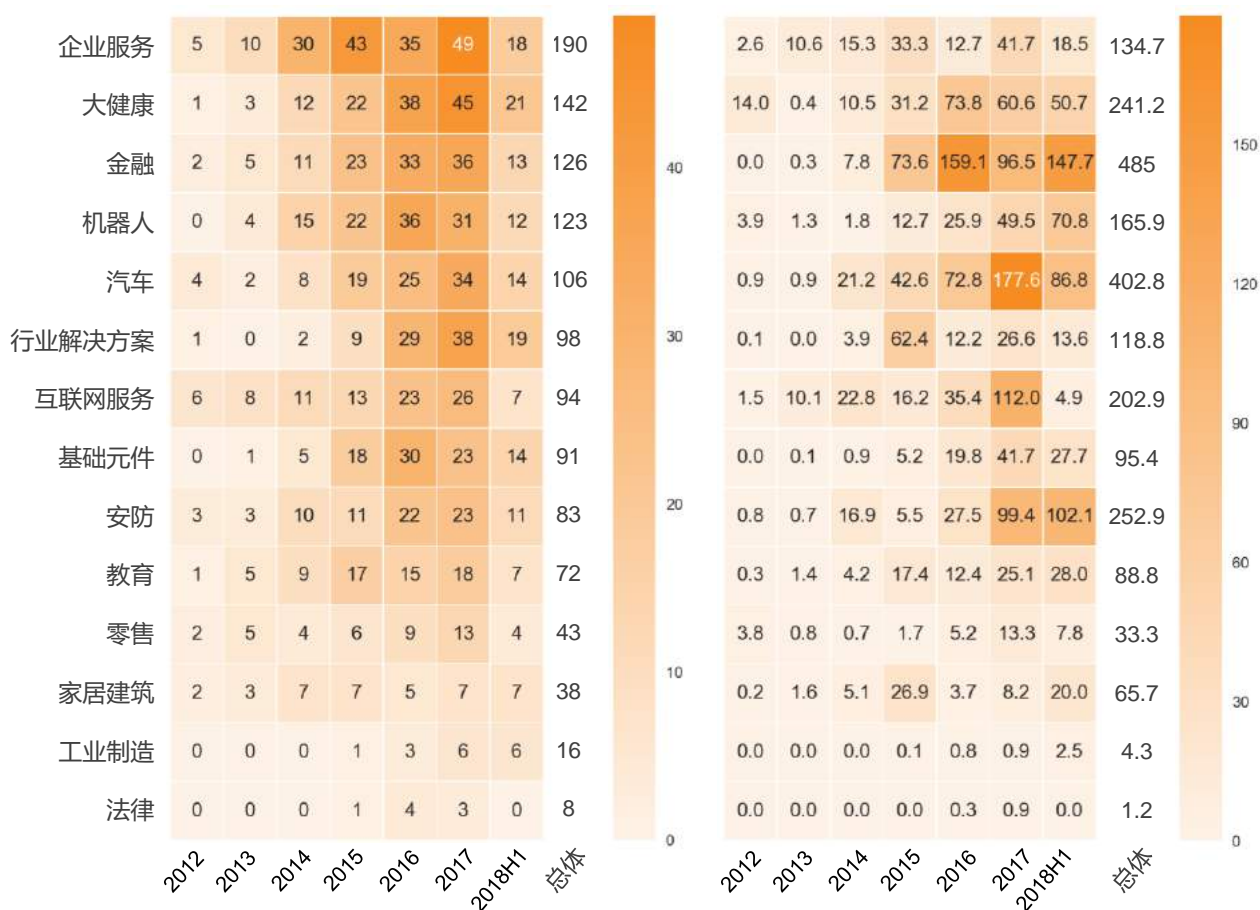 企业服务 5 10 30 43 35 49 18 190 2.6 10.6 15.3 33.3 12.7 41.7 18.5 134.7
大健康 1 3 12 22 38 45 21 142 14.0 0.4 10.5 31.2 73.8 60.6 50.7 241.2
150
金融 2 5 11 23 33 36 13 126 40 0.0 0.3 7.8 73.6 159.1 96.5 147.7 485
机器人 0 4 15 22 36 31 12 123 3.9 1.3 1.8 12.7 25.9 49.5 70.8 165.9
汽车 4 2 8 19 25 34 14 106 0.9 0.9 21.2 42.6 72.8 177.6 86.8 402.8 120
行业解决方案 1 0 2 9 29 38 19 98 30 0.1 0.0 3.9 62.4 12.2 26.6 13.6 118.8
互联网服务 6 8 11 13 23 26 7 94 1.5 10.1 22.8 16.2 35.4 112.0 4.9 202.9
90
基础元件 0 1 5 18 30 23 14 91 0.0 0.1 0.9 5.2 19.8 41.7 27.7 95.4
安防 3 3 10 11 22 23 11 83 20 0.8 0.7 16.9 5.5 27.5 99.4 102.1 252.9
教育 1 5 9 17 15 18 7 72 0.3 1.4 4.2 17.4 12.4 25.1 28.0 88.8 60
零售 2 5 4 6 9 13 4 43 3.8 0.8 0.7 1.7 5.2 13.3 7.8 33.3
家居建筑 2 3 7 7 5 7 7 38 10 0.2 1.6 5.1 26.9 3.7 8.2 20.0 65.7 30
工业制造 0 0 0 1 3 6 6 16 0.0 0.0 0.0 0.1 0.8 0.9 2.5 4.3
法律 0 0 0 1 4 3 0 8 0.0 0.0 0.0 0.0 0.3 0.9 0.0 1.2
0 0
2012 2013 2014 2015 2016 2017 2018H1 总体 2012 2013 2014 2015 2016 2017 2018H1 总体